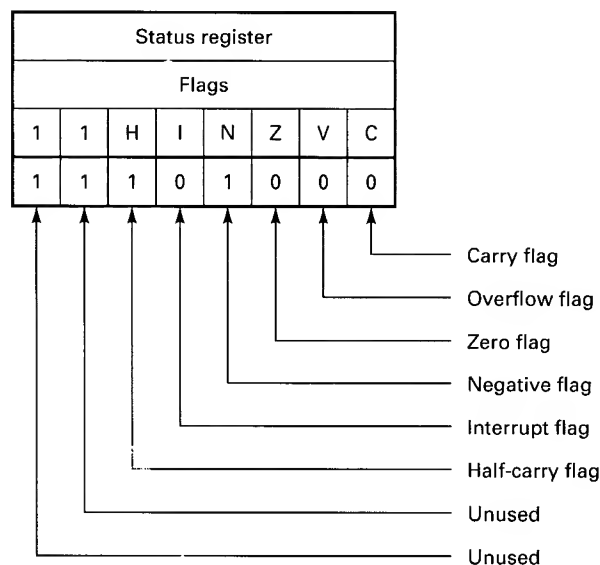 Status register
Flags
1 1 H I N Z V C
1 1 1 0 1 0 0 0
Carry flag
Overflow flag
Zero flag
Negative flag
Interrupt flag
Half-carry flag
Unused
Unused